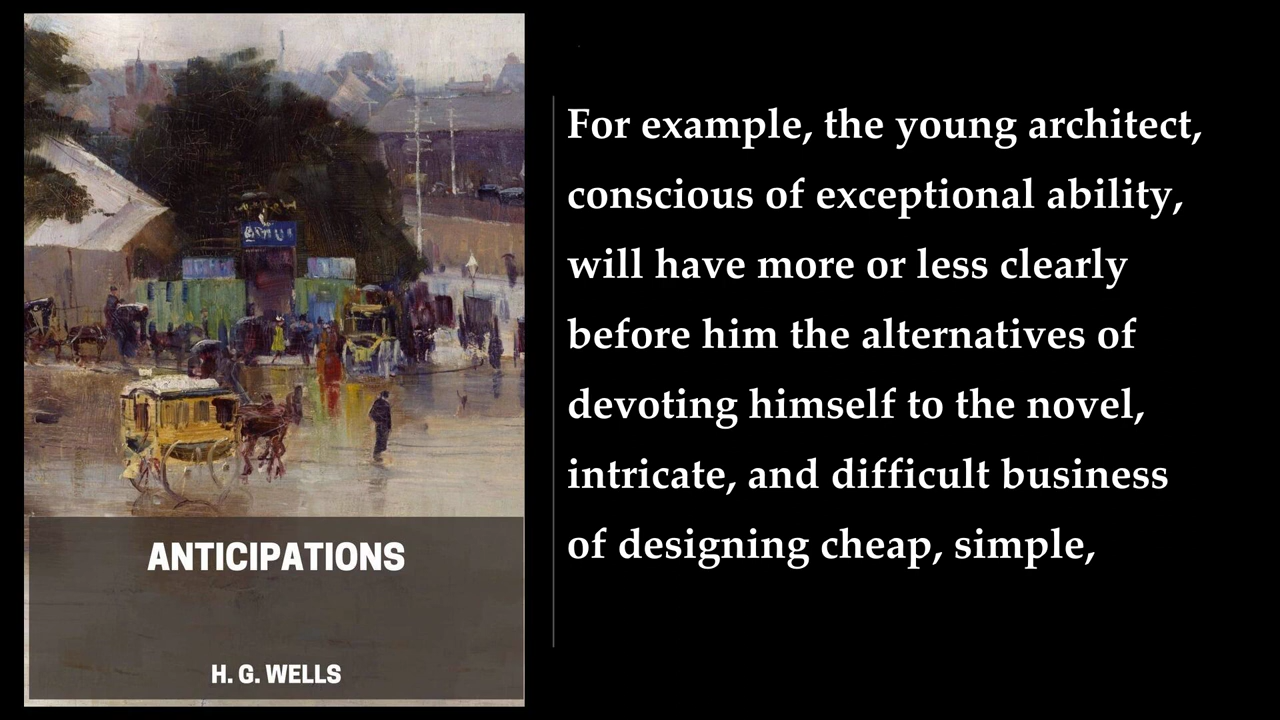 ANTICIPATIONS
H. G. WELLS
For example, the young architect,
conscious of exceptional ability,
will have more or less clearly
before him the alternatives of
devoting himself to the novel,
intricate, and difficult business
of designing cheap, simple,